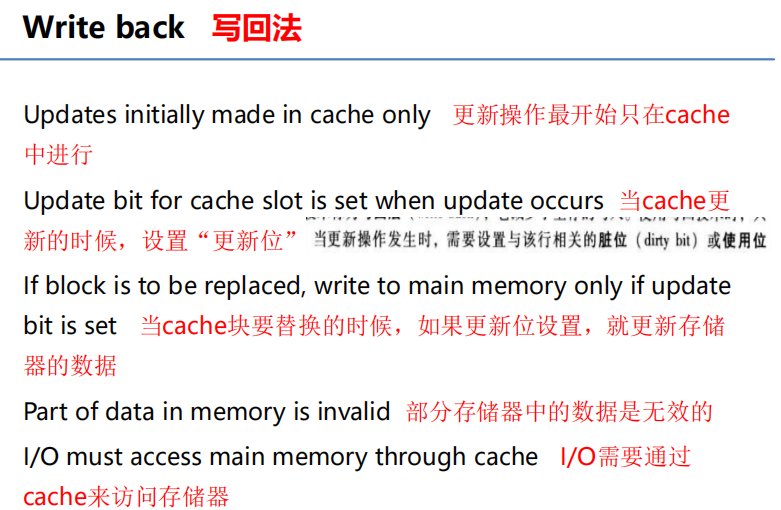 Write back 写回法
Updates initially made in cache only 更新操作最开始只在cache
中进行
Update bit for cache slot is set when update occurs 当cache更
新的时候，设置“更新位” 当更新操作发生时，需要设置与该行相关的脏位（dirty bit）或使用位
If block is to be replaced, write to main memory only if update
bit is set 当cache块要替换的时候，如果更新位设置，就更新存储
器的数据
Part of data in memory is invalid 部分存储器中的数据是无效的
I/O must access main memory through cache I/O需要通过
cache来访问存储器